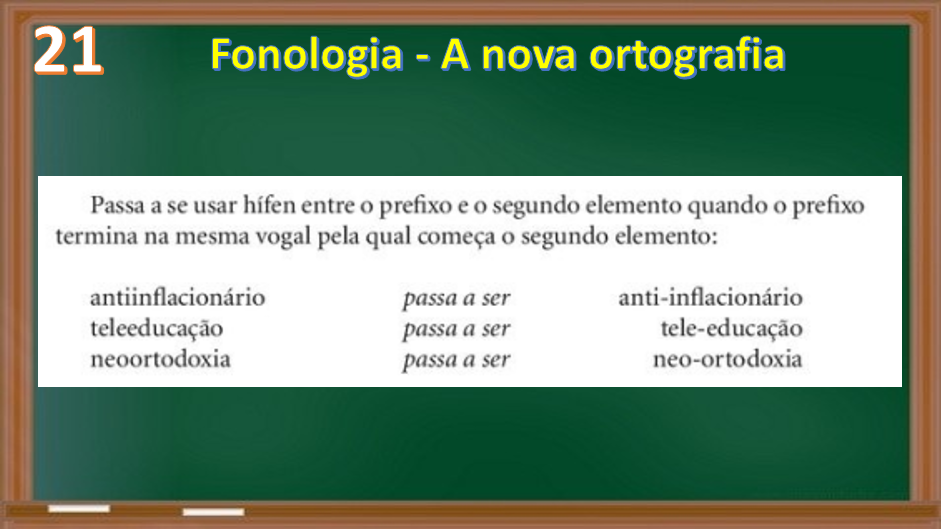 21
Fonologia - A nova ortografia
Passa a se usar hífen entre o prefixo e o segundo elemento quando o prefixo
termina na mesma vogal pela qual começa o segundo elemento:
antiinflacionário passa a ser anti-inflacionário
teleeducação passa a ser tele-educação
neoortodoxia passa a ser neo-ortodoxia